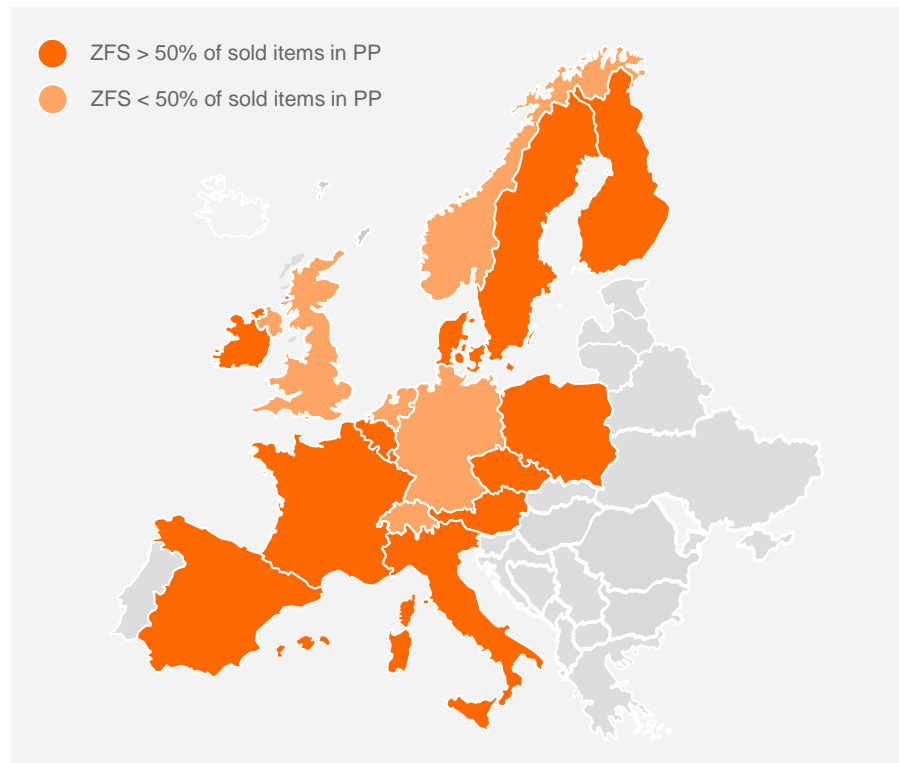 ZFS > 50% of sold items in PP
ZFS < 50% of sold items in PP